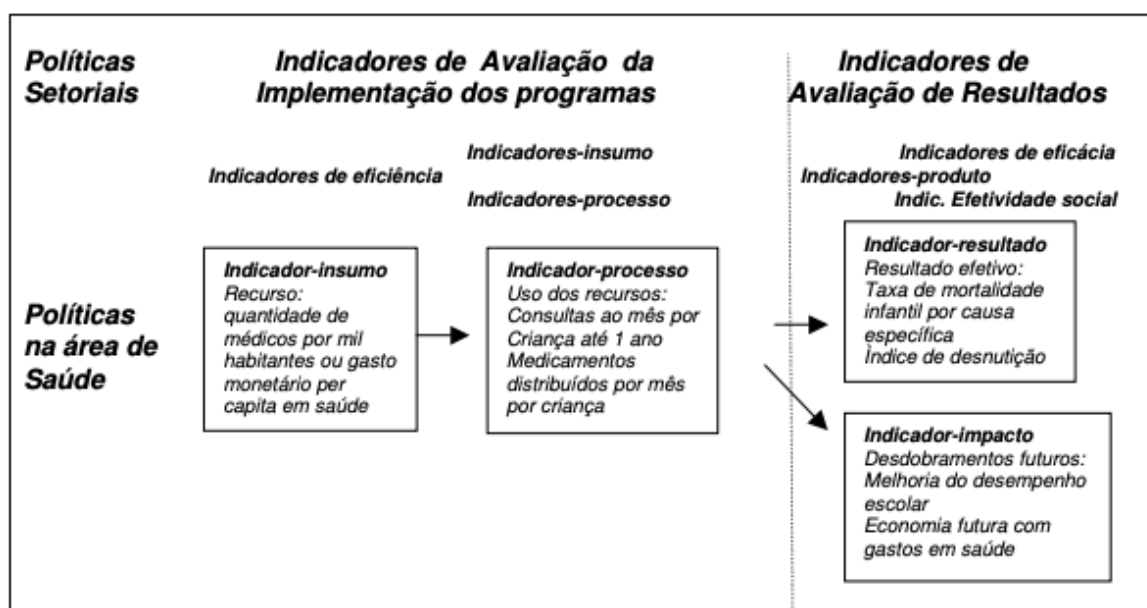 Políticas
Setoriais
Indicadores de Avaliação da
Implementação dos programas
Indicadores de
Avaliação de Resultados
Indicadores de eficiência
Indicadores-insumo
Indicadores-processo
Indicadores de eficácia
Indicadores-produto
Indic. Efetividade social
Políticas
na área de
Saúde
Indicador-insumo
Recurso:
quantidade de
médicos por mil
habitantes ou gasto
monetário per
capita em saúde
Indicador-processo
Uso dos recursos:
Consultas ao mês por
Criança até 1 ano
Medicamentos
distribuídos por mês
por criança
Indicador-resultado
Resultado efetivo:
Taxa de mortalidade
infantil por causa
específica
Ìndice de desnutição
Indicador-impacto
Desdobramentos futuros:
Melhoria do desempenho
escolar
Economia futura com
gastos em saúde